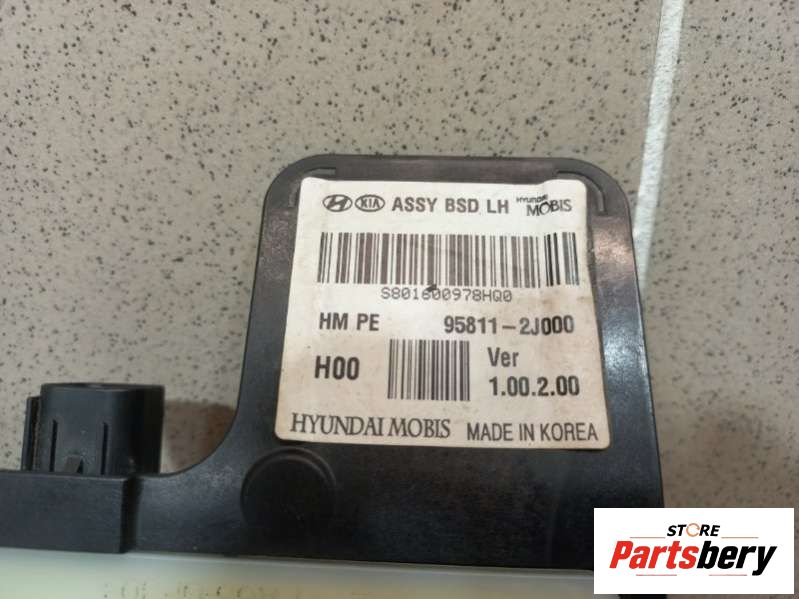 KIA ASSY BSD LH HYUNDAI MOBIS
S801600978HQ0
HM PE 95811-2J000
H00 Ver
1.00.2.00
HYUNDAI MOBIS MADE IN KOREA
STORE
Partsbery